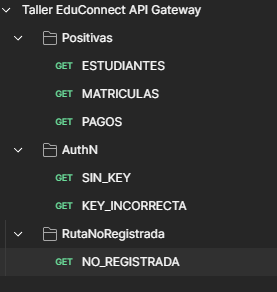 Taller EduConnect API Gateway
Positivas
GET ESTUDIANTES
GET MATRICULAS
GET PAGOS
AuthN
GET SIN_KEY
GET KEY_INCORRECTA
RutaNoRegistrada
GET NO_REGISTRADA